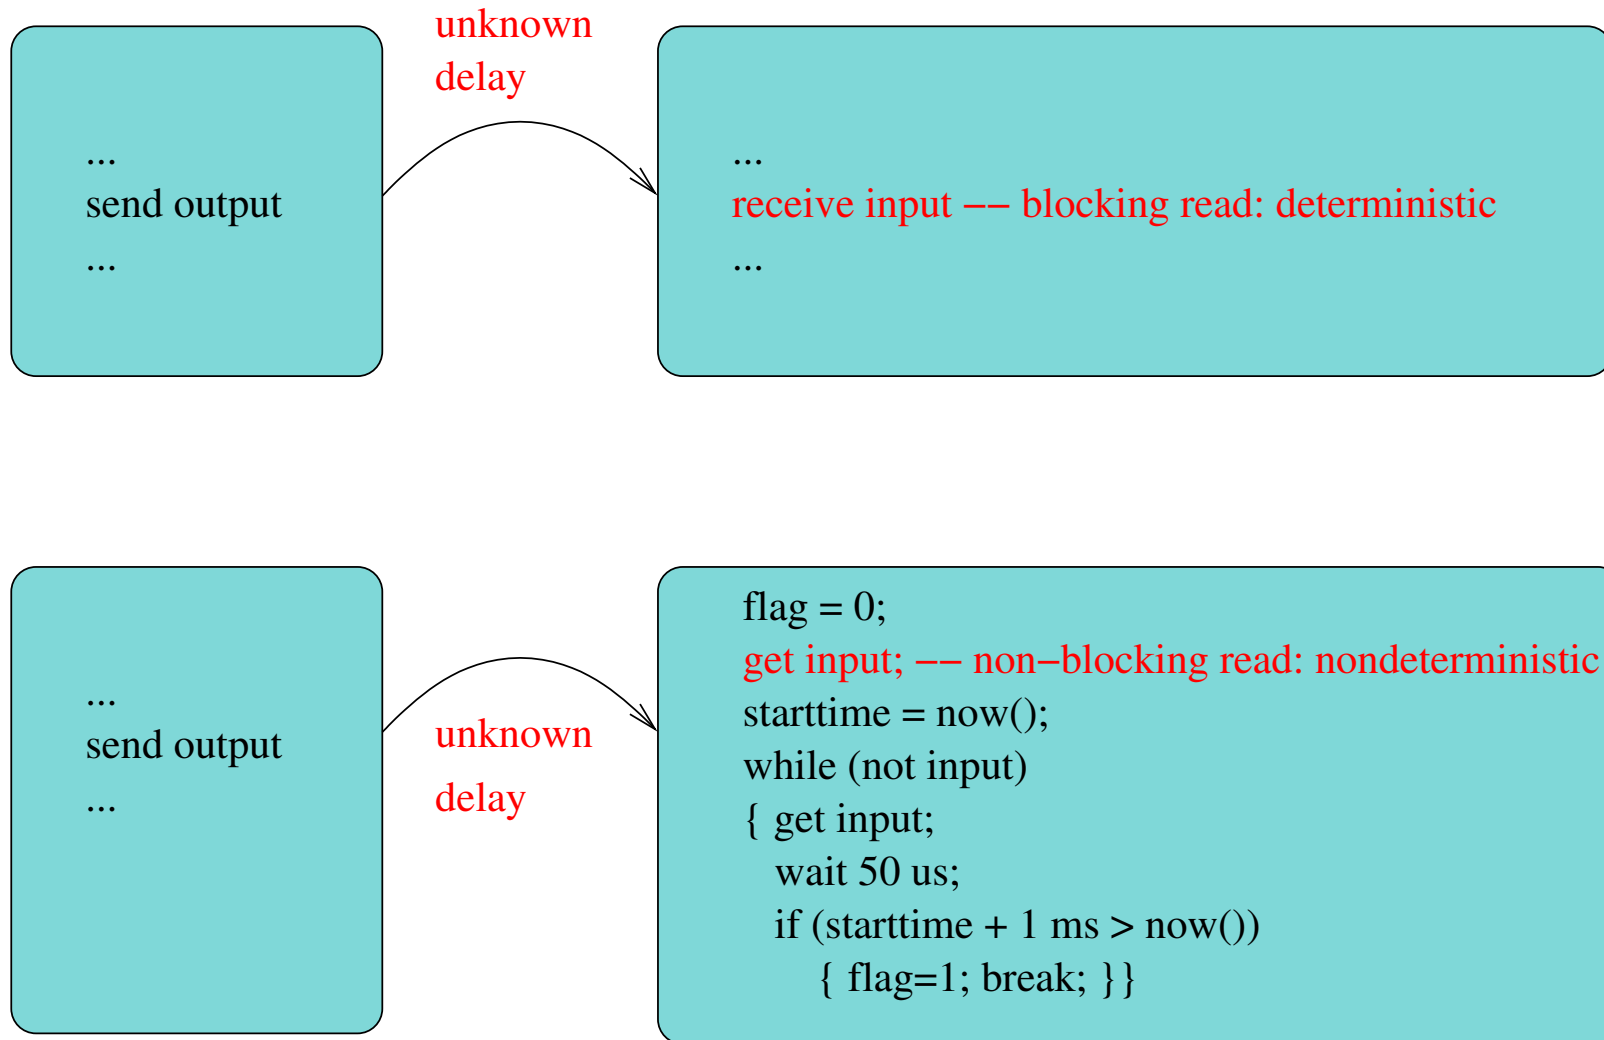 unknown
delay
...
send output
...
...
receive input −− blocking read: deterministic
...
...
send output
...
unknown
delay
flag = 0;
get input; −− non−blocking read: nondeterministic
starttime = now();
while (not input)
{ get input;
wait 50 us;
if (starttime + 1 ms > now())
{ flag=1; break; }}